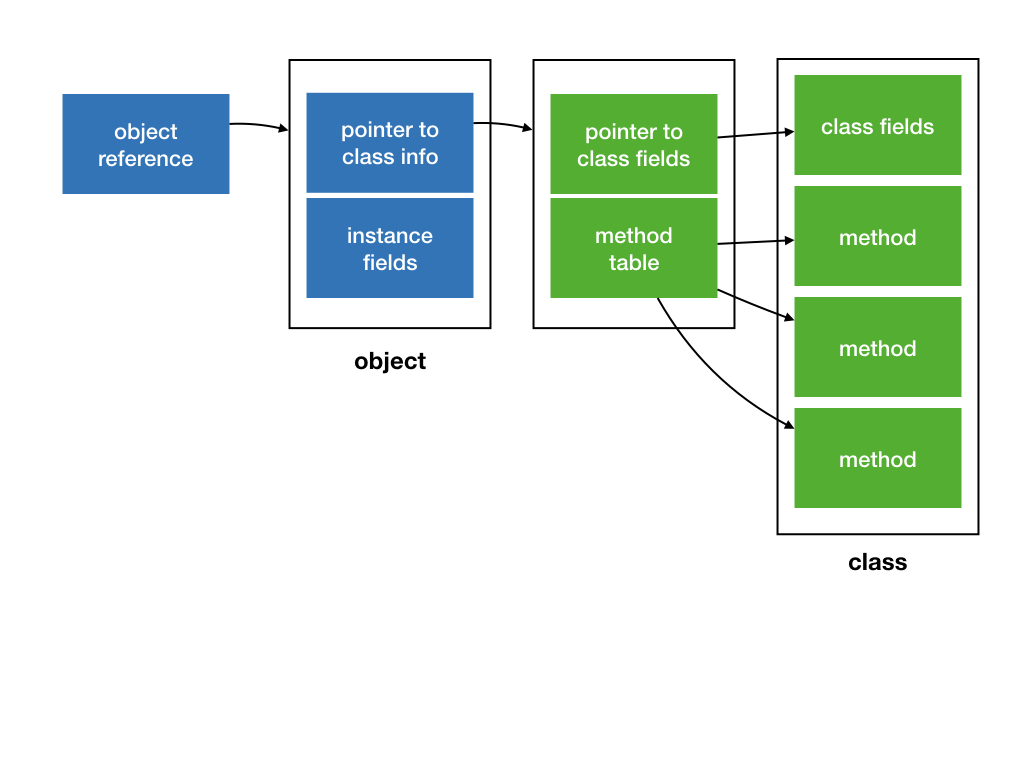 object
reference
pointer to
class info
instance
fields
object
pointer to
class fields
method
table
class fields
method
method
method
class